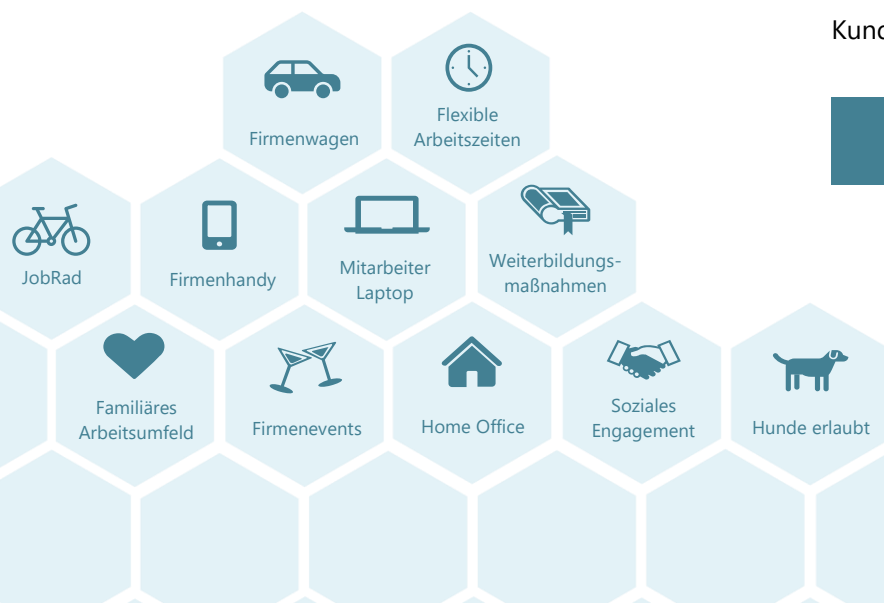 Firmenwagen
Flexible
Arbeitszeiten
JobRad
Firmenhandy
Mitarbeiter
Laptop
Weiterbildungs-
maßnahmen
Familiäres
Arbeitsumfeld
Firmenevents
Home Office
Soziales
Engagement
Hunde erlaubt